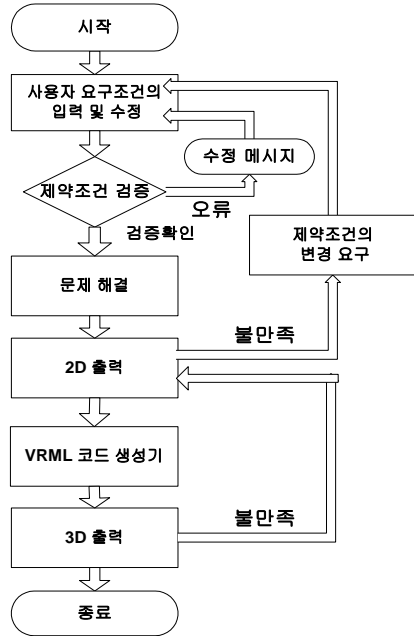 시작
사용자 요구조건의
입력 및 수정
수정 메시지
제약조건 검증
오류
검증확인
제약조건의
변경 요구
문제 해결
불만족
2D 출력
VRML 코드 생성기
불만족
3D 출력
종료